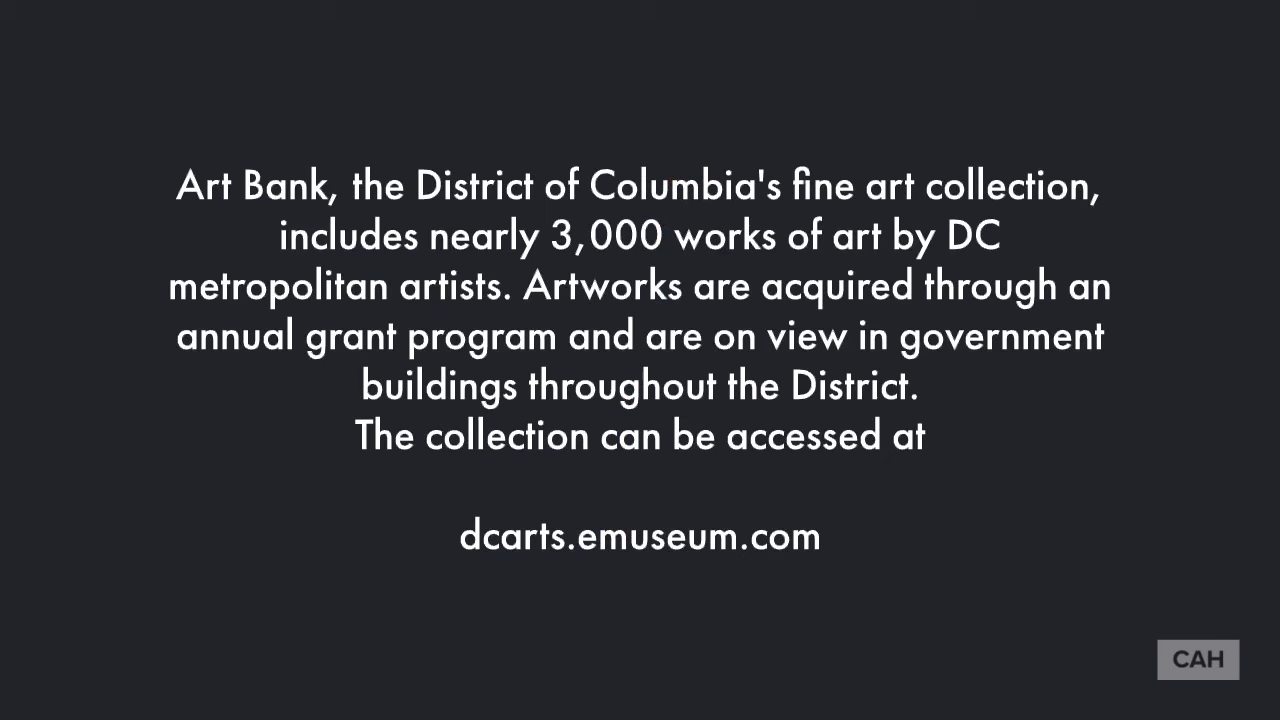 Art Bank, the District of Columbia's fine art collection,
includes nearly 3,000 works of art by DC
metropolitan artists. Artworks are acquired through an
annual grant program and are on view in government
buildings throughout the District.
The collection can be accessed at
dcarts.emuseum.com
CAH